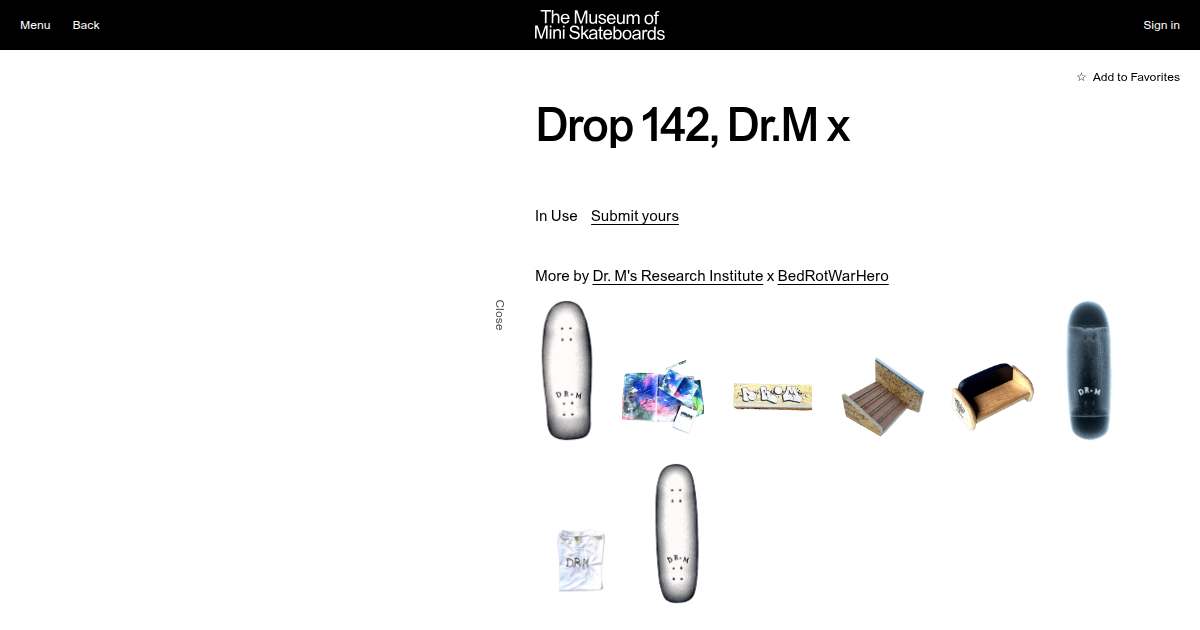 Menu
Back
The Museum of
Mini Skateboards
Sign in
☆ Add to Favorites
Drop 142, Dr.M x
In Use Submit yours
More by Dr. M's Research Institute x BedRotWarHero
Close
DR•M
DR•M
DR•M
DR•M